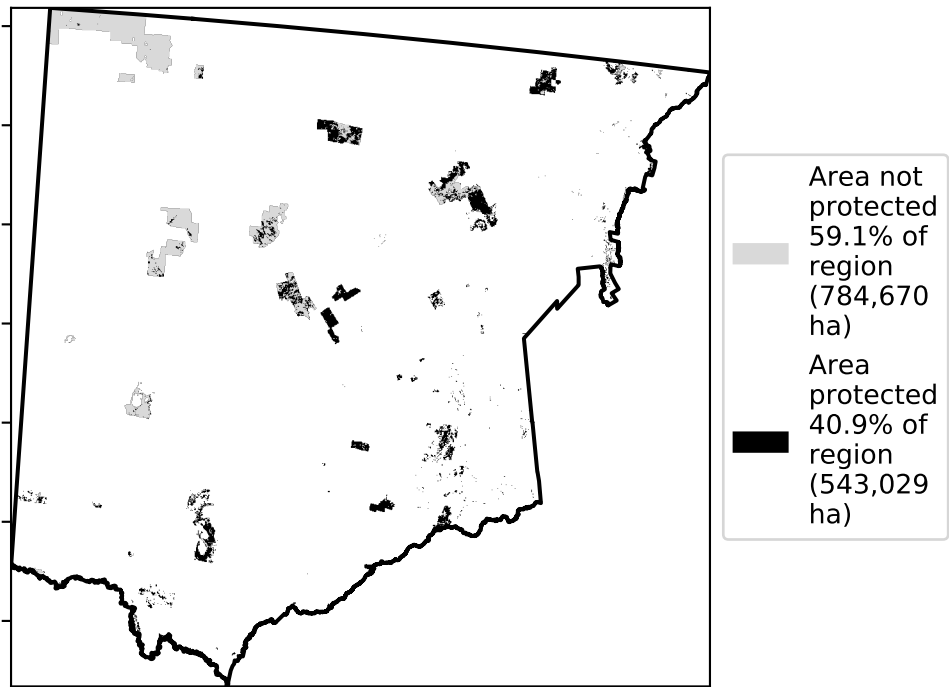 Area not
protected
59.1% of
region
(784,670
ha)
Area
protected
40.9% of
region
(543,029
ha)